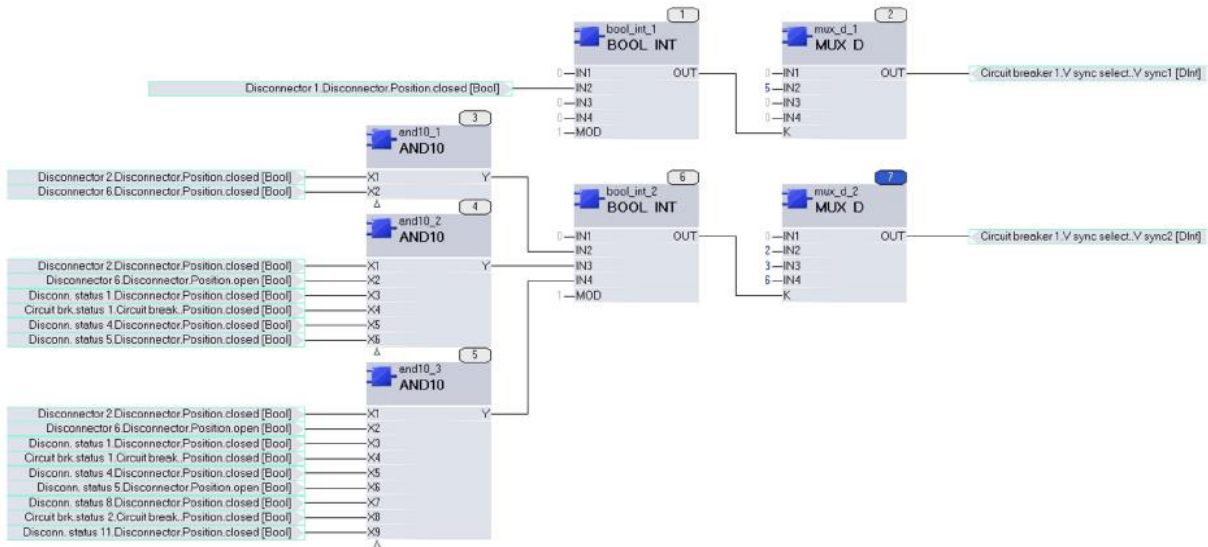 1
bool_int_1
BOOL INT
0 IN1 OUT
IN2
0 IN3
0 IN4
1 MOD
2
mux_d_1
MUX D
0 IN1 OUT
5 IN2
0 IN3
0 IN4
K
Disconnector 1.Disconnector.Position.closed [Bool]
Circuit breaker 1.V sync select..V sync1 [DInt]
3
and10_1
AND10
X1 Y
X2
Disconnector 2.Disconnector.Position.closed [Bool]
Disconnector 6.Disconnector.Position.closed [Bool]
4
and10_2
AND10
X1 Y
X2
X3
X4
X5
X6
Disconnector 2.Disconnector.Position.closed [Bool]
Disconnector 6.Disconnector.Position.open [Bool]
Disconn. status 1.Disconnector.Position.closed [Bool]
Circuit brk.status 1.Circuit break..Position.closed [Bool]
Disconn. status 4.Disconnector.Position.closed [Bool]
Disconn. status 5.Disconnector.Position.closed [Bool]
6
bool_int_2
BOOL INT
0 IN1 OUT
IN2
IN3
IN4
1 MOD
7
mux_d_2
MUX D
0 IN1 OUT
2 IN2
3 IN3
6 IN4
K
Circuit breaker 1.V sync select..V sync2 [DInt]
5
and10_3
AND10
X1 Y
X2
X3
X4
X5
X6
X7
X8
X9
Disconnector 2.Disconnector.Position.closed [Bool]
Disconnector 6.Disconnector.Position.open [Bool]
Disconn. status 1.Disconnector.Position.closed [Bool]
Circuit brk.status 1.Circuit break..Position.closed [Bool]
Disconn. status 4.Disconnector.Position.closed [Bool]
Disconn. status 5.Disconnector.Position.open [Bool]
Disconn. status 8.Disconnector.Position.closed [Bool]
Circuit brk.status 2.Circuit break..Position.closed [Bool]
Disconn. status 11.Disconnector.Position.closed [Bool]